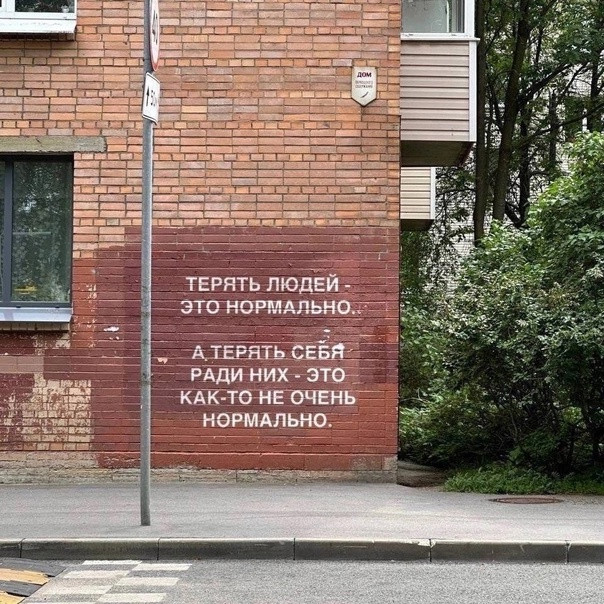 ДОМ
ТЕРЯТЬ ЛЮДЕЙ -
ЭТО НОРМАЛЬНО..
А ТЕРЯТЬ СЕБЯ
РАДИ НИХ - ЭТО
КАК-ТО НЕ ОЧЕНЬ
НОРМАЛЬНО.